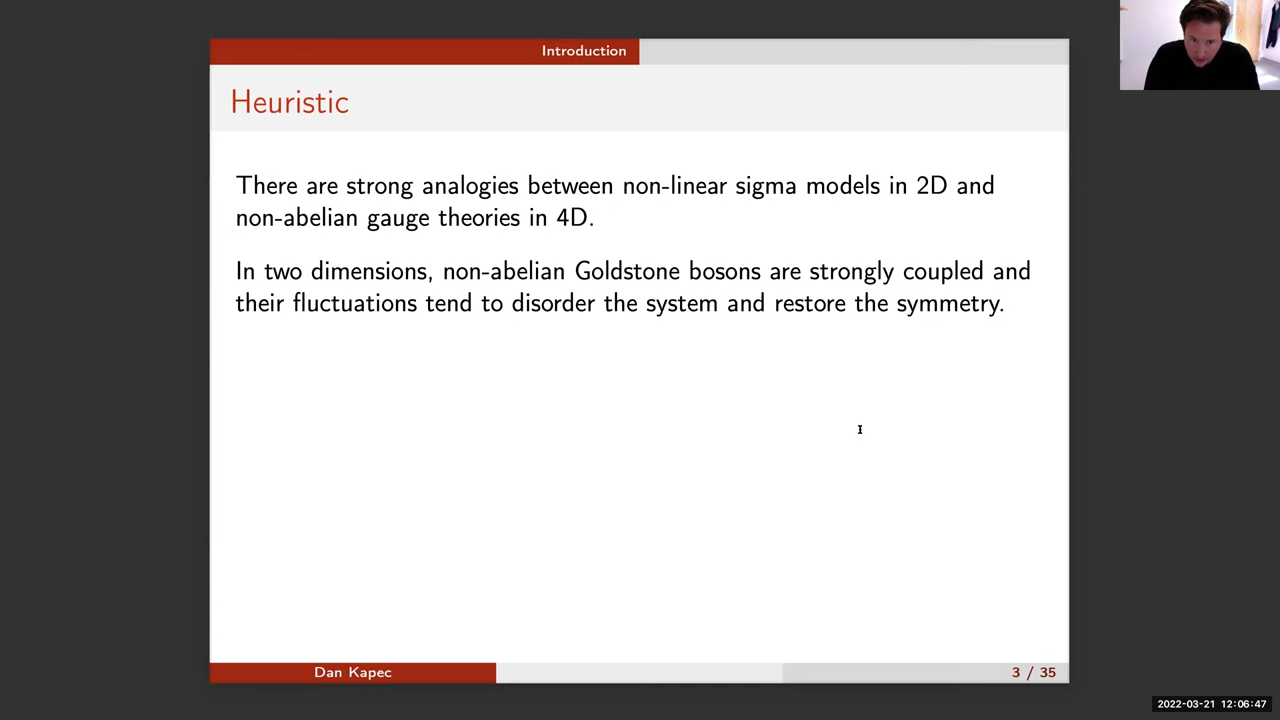 Introduction
Heuristic
There are strong analogies between non-linear sigma models in 2D and
non-abelian gauge theories in 4D.
In two dimensions, non-abelian Goldstone bosons are strongly coupled and
their fluctuations tend to disorder the system and restore the symmetry.
Dan Kapec
3 / 35
2022-03-21 12:06:47